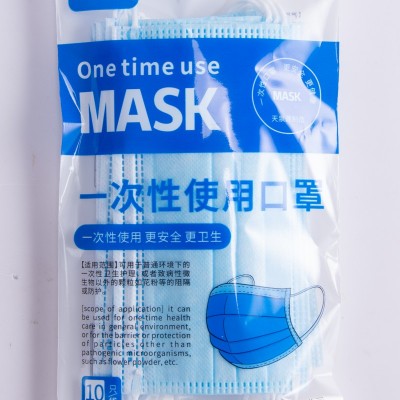 One time use
MASK
MASK
一次性使用口罩
一次性使用 更安全 更卫生
【适用范围】可用于普通环境下的
一次性卫生护理，或者致病性微
生物以外的颗粒如花粉等的阻隔
或防护。
[scope of application] it can
be used for one-time health
care in general environment,
or for the barrier or protection
of particles other than
pathogenic microorganisms,
such as flower powder, etc.
10